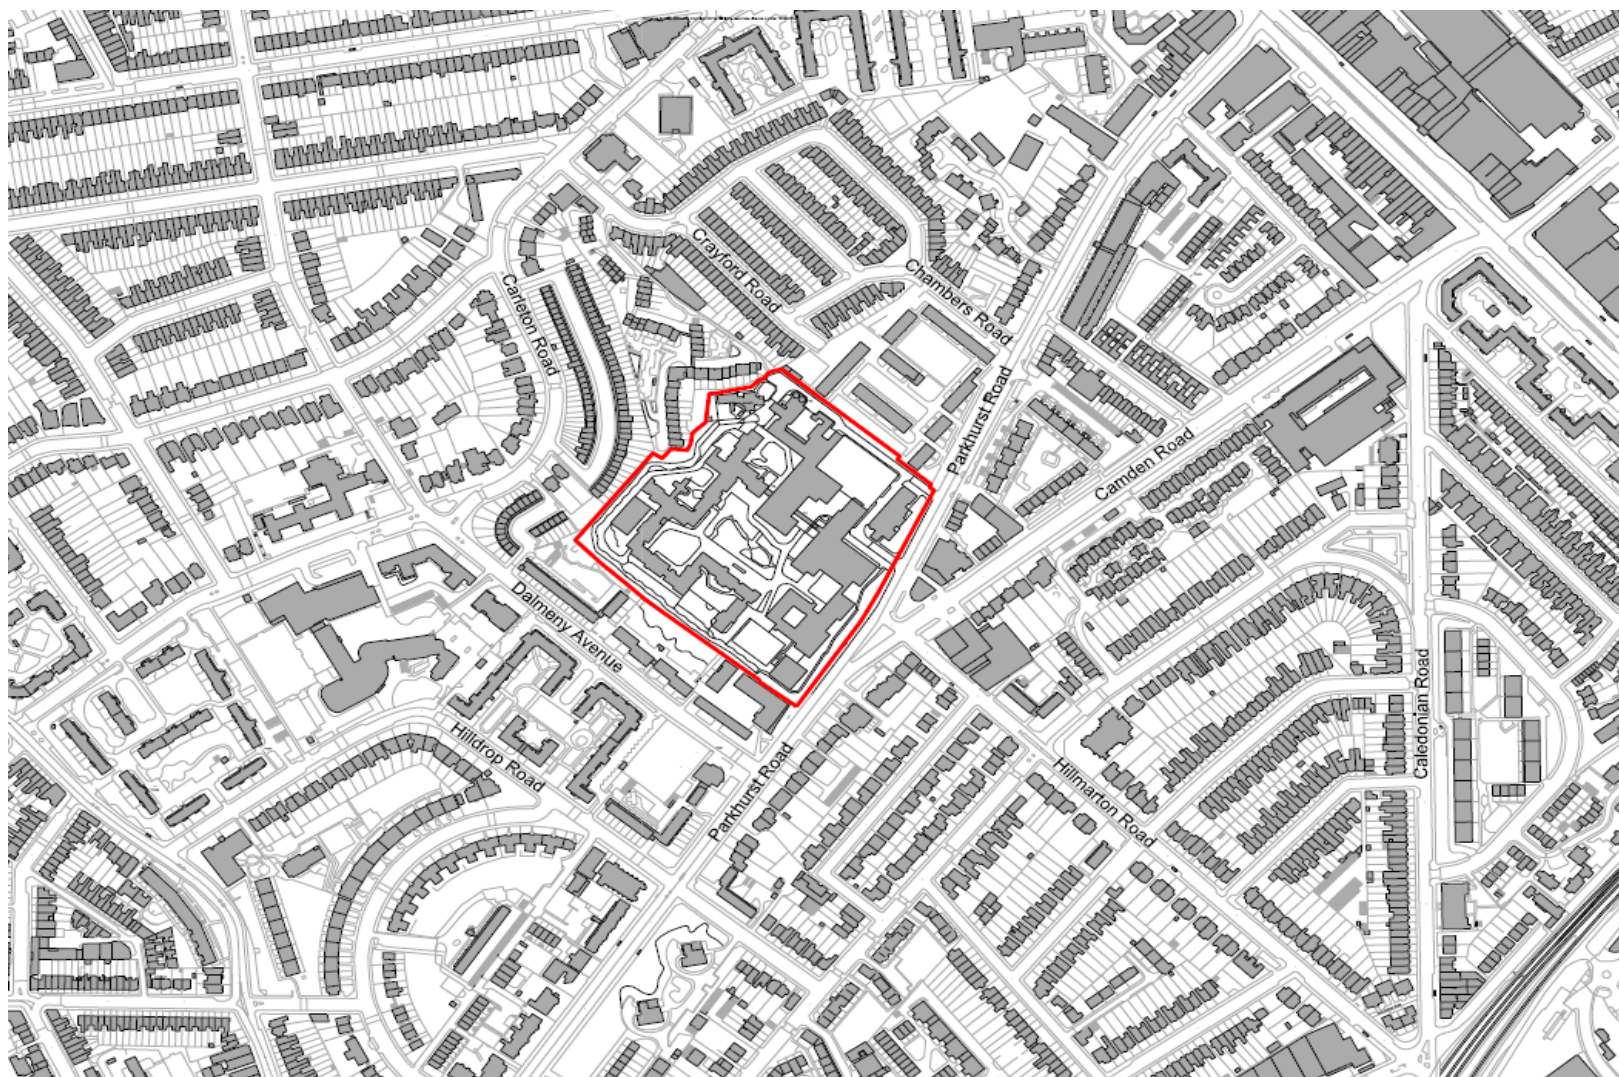 Crayford Road
Chambers Road
Carleton Road
Parkhurst Road
Camden Road
Dalmeny Avenue
Hilldrop Road
Parkhurst Road
Hillmarton Road
Caledonian Road